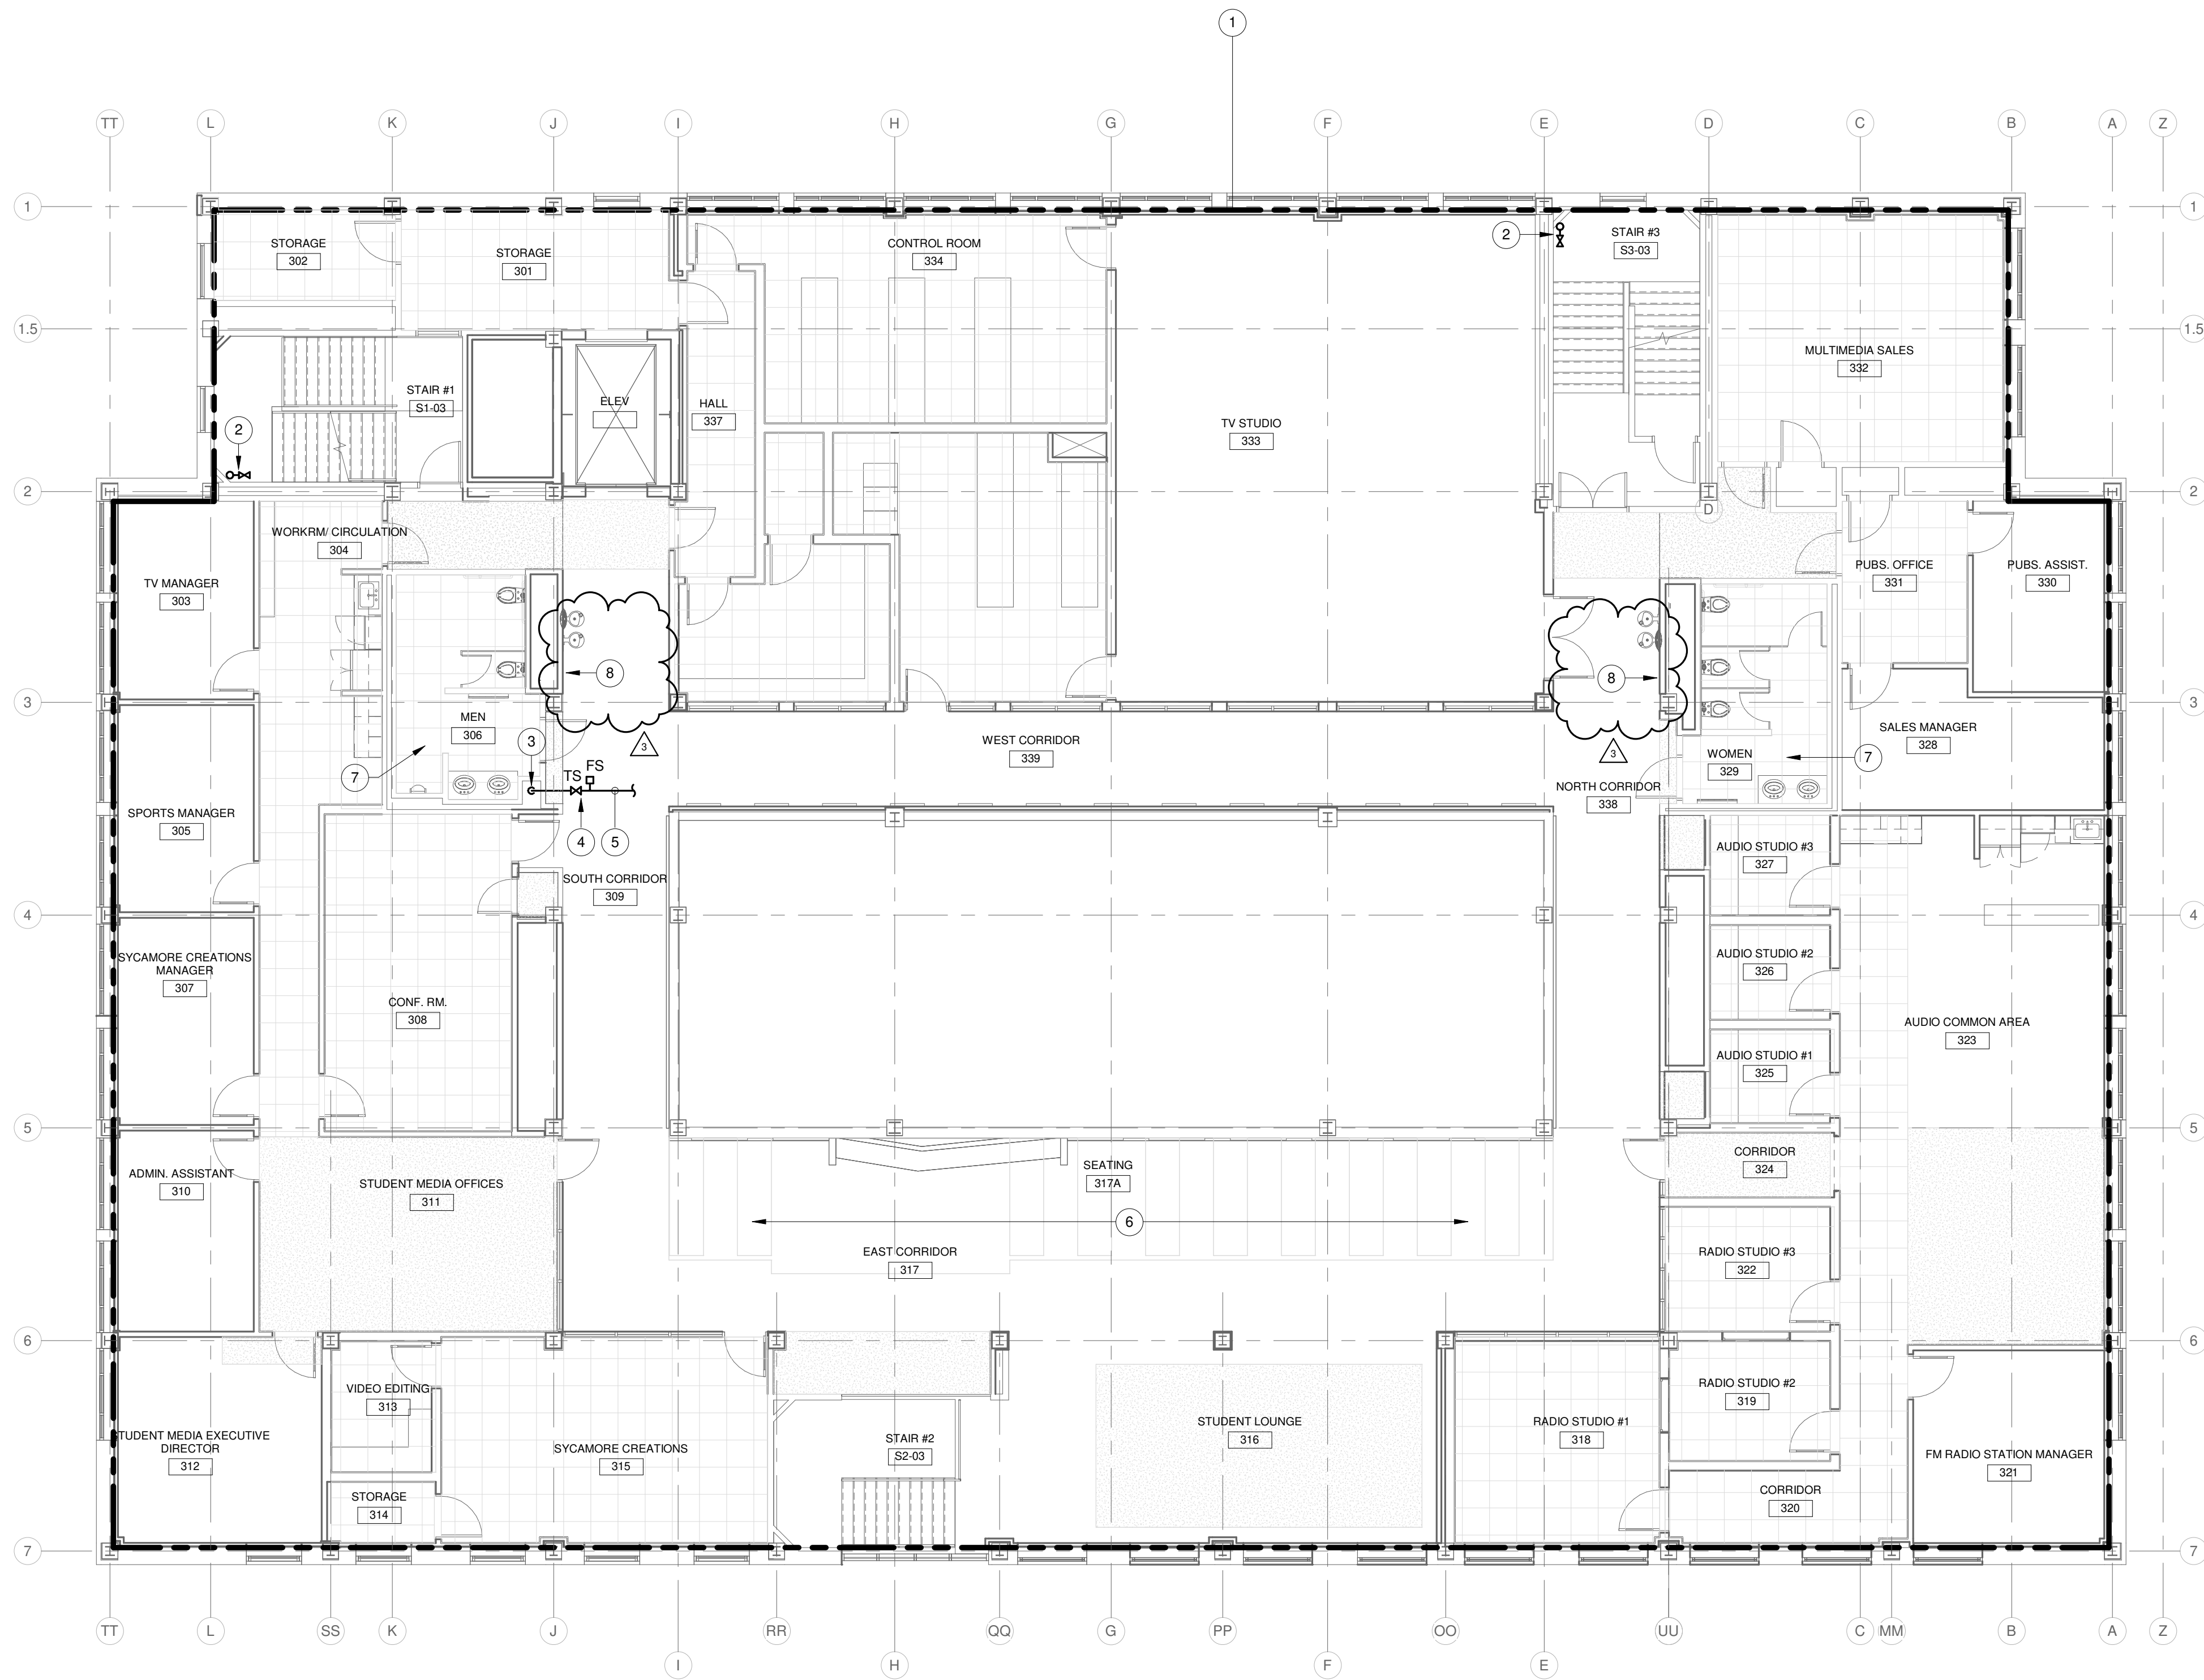 1
TT
L
K
J
I
H
G
F
E
D
C
B
A
Z
1
1
STORAGE
302
STORAGE
301
CONTROL ROOM
334
2
STAIR #3
S3-03
1.5
1.5
MULTIMEDIA SALES
332
STAIR #1
S1-03
ELEV
HALL
337
TV STUDIO
333
2
2
2
D
WORKRM/ CIRCULATION
304
TV MANAGER
303
PUBS. OFFICE
331
PUBS. ASSIST.
330
8
8
3
3
MEN
306
3
WEST CORRIDOR
339
3
3
SALES MANAGER
328
WOMEN
329
7
7
TS
FS
NORTH CORRIDOR
338
SPORTS MANAGER
305
4
5
AUDIO STUDIO #3
327
SOUTH CORRIDOR
309
4
4
SYCAMORE CREATIONS
MANAGER
307
AUDIO STUDIO #2
326
CONF. RM.
308
AUDIO COMMON AREA
323
AUDIO STUDIO #1
325
5
5
ADMIN. ASSISTANT
310
STUDENT MEDIA OFFICES
311
SEATING
317A
CORRIDOR
324
6
EAST CORRIDOR
317
RADIO STUDIO #3
322
6
6
VIDEO EDITING
313
RADIO STUDIO #2
319
STUDENT LOUNGE
316
RADIO STUDIO #1
318
STUDENT MEDIA EXECUTIVE
DIRECTOR
312
STAIR #2
S2-03
SYCAMORE CREATIONS
315
FM RADIO STATION MANAGER
321
STORAGE
314
CORRIDOR
320
7
7
TT
L
SS
K
J
I
RR
H
QQ
G
PP
F
OO
E
UU
C
MM
B
A
Z